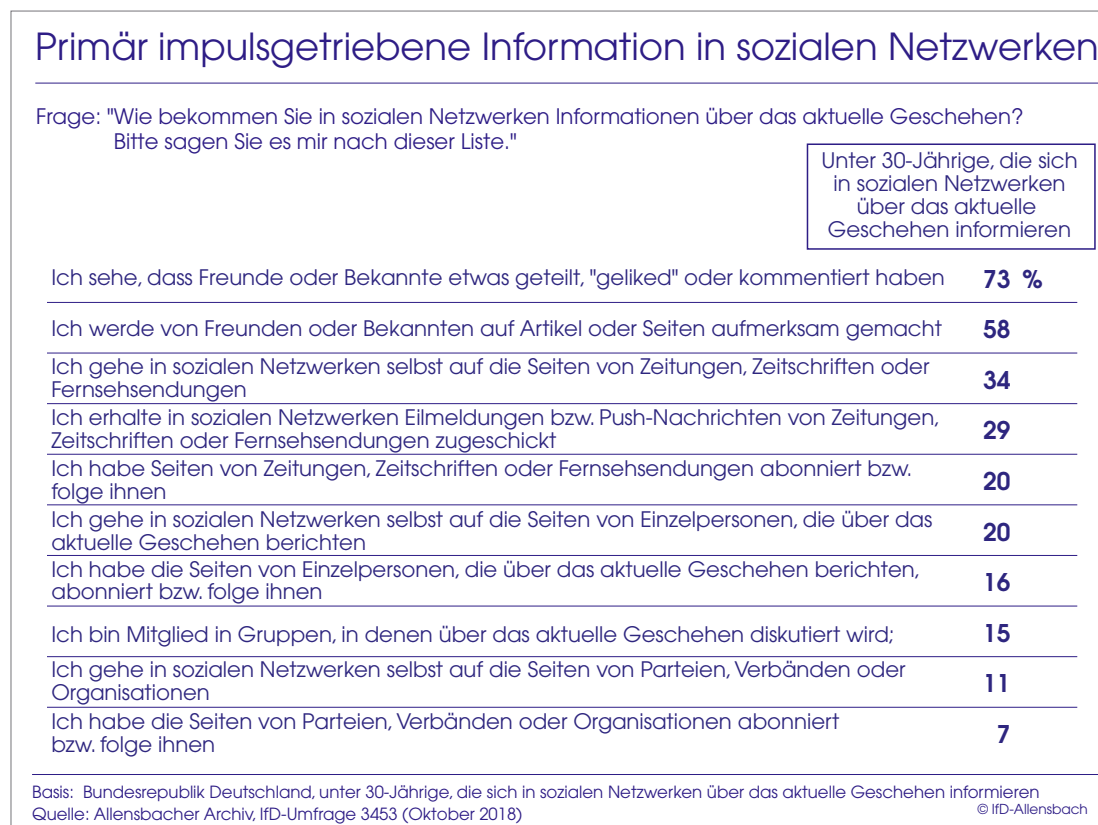 Primär impulsgetriebene Information in sozialen Netzwerken
Frage: "Wie bekommen Sie in sozialen Netzwerken Informationen über das aktuelle Geschehen?
Bitte sagen Sie es mir nach dieser Liste."
Unter 30-Jährige, die sich
in sozialen Netzwerken
über das aktuelle
Geschehen informieren
Ich sehe, dass Freunde oder Bekannte etwas geteilt, "geliked" oder kommentiert haben 73 %
Ich werde von Freunden oder Bekannten auf Artikel oder Seiten aufmerksam gemacht 58
Ich gehe in sozialen Netzwerken selbst auf die Seiten von Zeitungen, Zeitschriften oder
Fernsehsendungen 34
Ich erhalte in sozialen Netzwerken Eilmeldungen bzw. Push-Nachrichten von Zeitungen,
Zeitschriften oder Fernsehsendungen zugeschickt 29
Ich habe Seiten von Zeitungen, Zeitschriften oder Fernsehsendungen abonniert bzw.
folge ihnen 20
Ich gehe in sozialen Netzwerken selbst auf die Seiten von Einzelpersonen, die über das
aktuelle Geschehen berichten 20
Ich habe die Seiten von Einzelpersonen, die über das aktuelle Geschehen berichten,
abonniert bzw. folge ihnen 16
Ich bin Mitglied in Gruppen, in denen über das aktuelle Geschehen diskutiert wird; 15
Ich gehe in sozialen Netzwerken selbst auf die Seiten von Parteien, Verbänden oder
Organisationen 11
Ich habe die Seiten von Parteien, Verbänden oder Organisationen abonniert
bzw. folge ihnen 7
Basis: Bundesrepublik Deutschland, unter 30-Jährige, die sich in sozialen Netzwerken über das aktuelle Geschehen informieren
Quelle: Allensbacher Archiv, IfD-Umfrage 3453 (Oktober 2018) © IfD-Allensbach